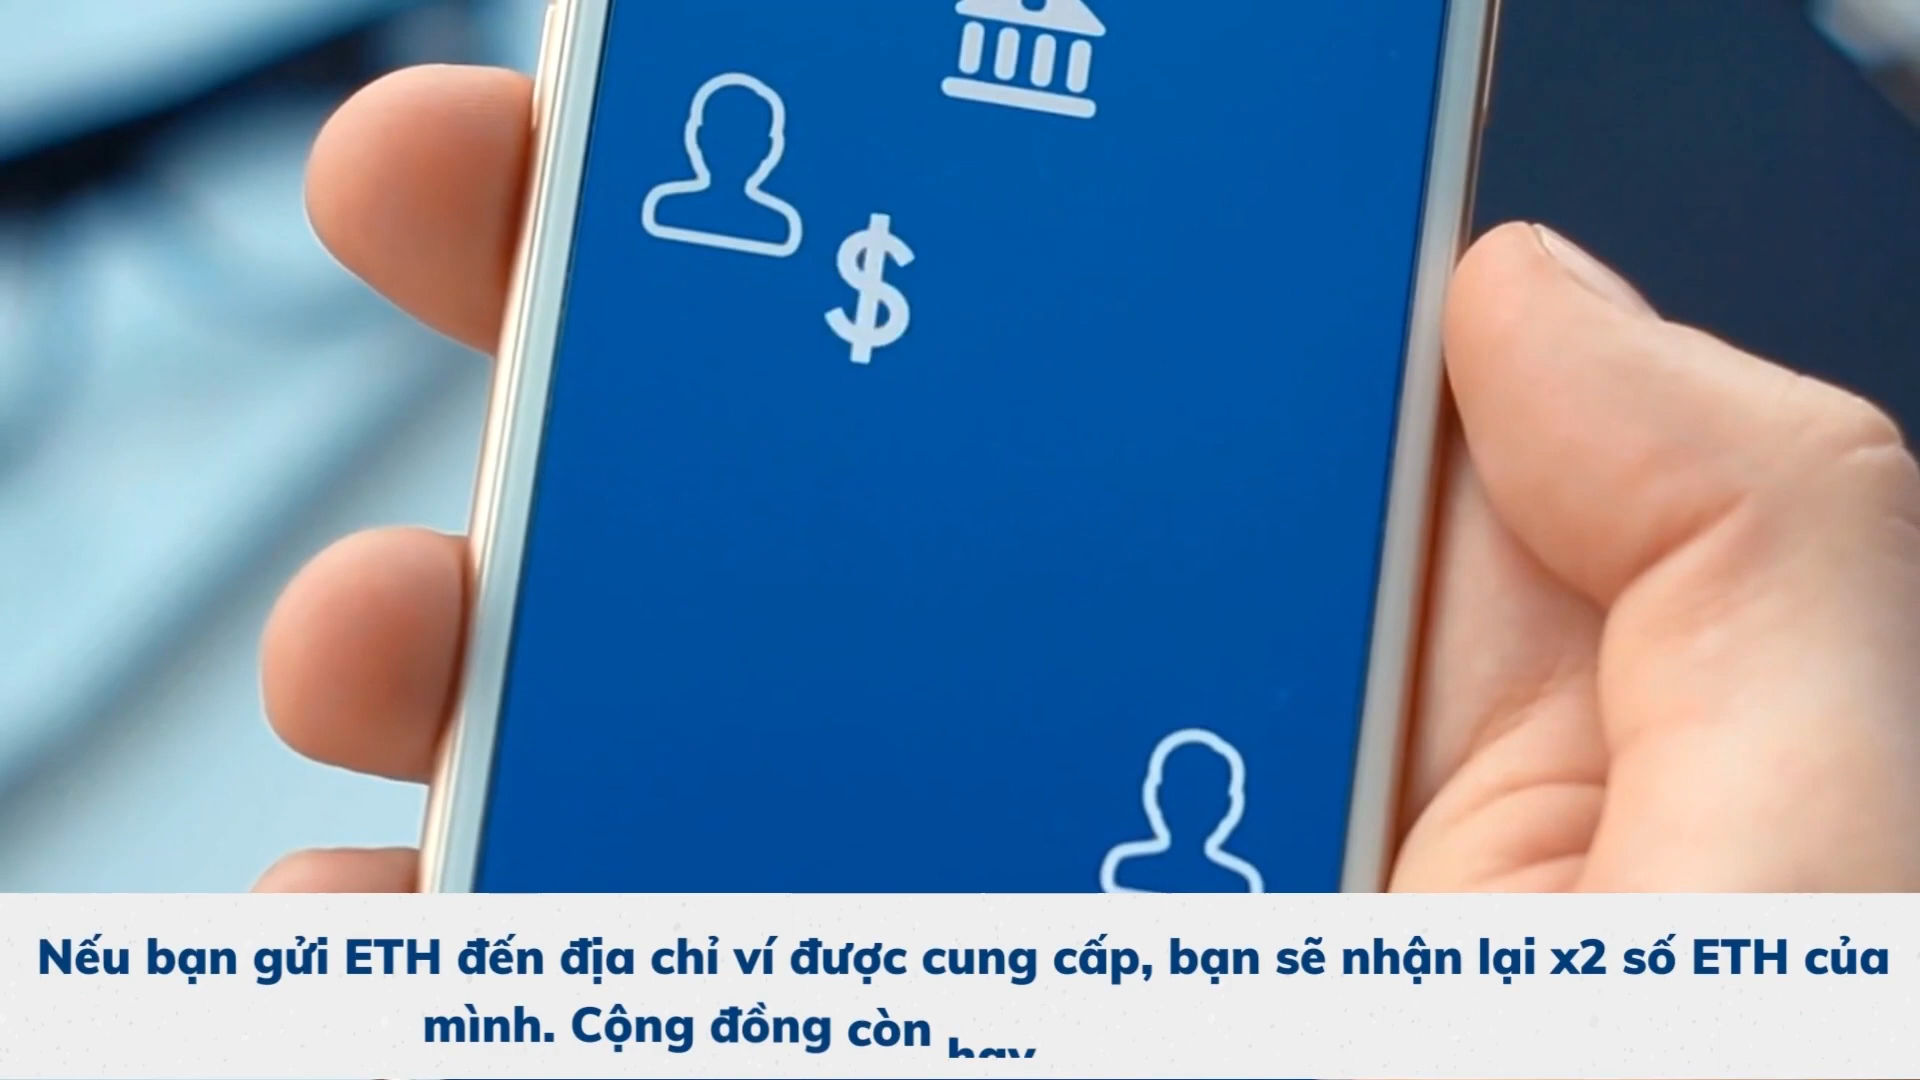 $
Nếu bạn gửi ETH đến địa chỉ ví được cung cấp, bạn sẽ nhận lại x2 số ETH của
mình. Cộng đồng còn hay